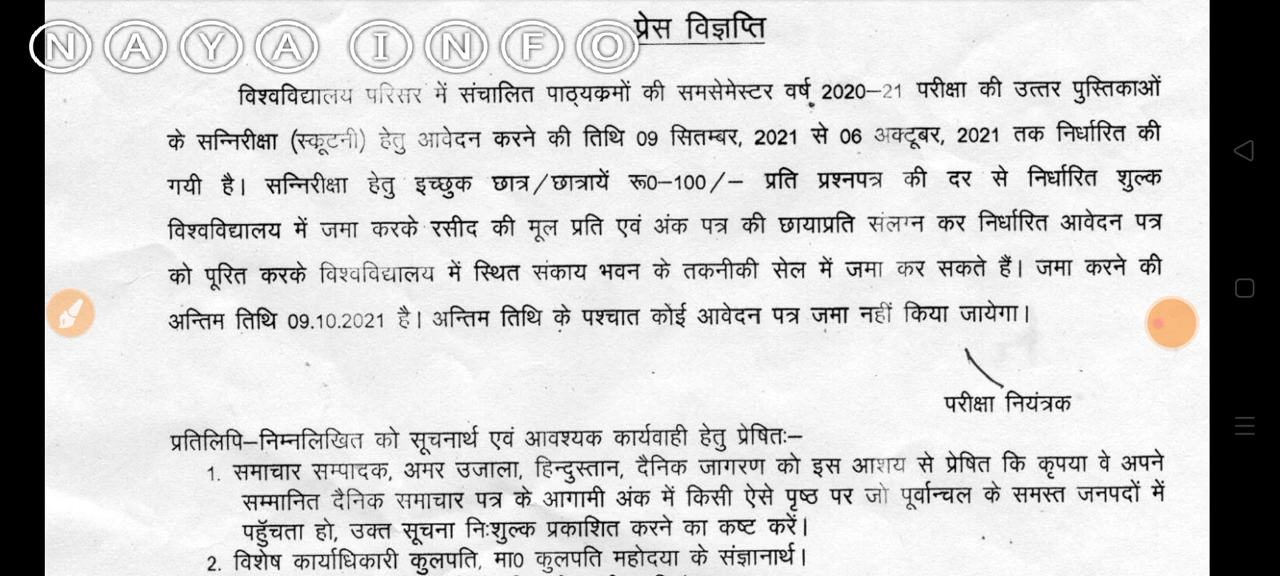 प्रेस विज्ञप्ति
NAYA INFO
विश्वविद्यालय परिसर में संचालित पाठ्यक्रमों की समसेमेस्टर वर्ष 2020–21 परीक्षा की उत्तर पुस्तिकाओं
के सन्निरीक्षा (स्कूटनी) हेतु आवेदन करने की तिथि 09 सितम्बर, 2021 से 06 अक्टूबर, 2021 तक निर्धारित की
गयी है। सन्निरीक्षा हेतु इच्छुक छात्र/छात्रायें रू0–100/– प्रति प्रश्नपत्र की दर से निर्धारित शुल्क
विश्वविद्यालय में जमा करके रसीद की मूल प्रति एवं अंक पत्र की छायाप्रति संलग्न कर निर्धारित आवेदन पत्र
को पूरित करके विश्वविद्यालय में स्थित संकाय भवन के तकनीकी सेल में जमा कर सकते हैं। जमा करने की
अन्तिम तिथि 09.10.2021 है। अन्तिम तिथि के पश्चात कोई आवेदन पत्र जमा नहीं किया जायेगा।
परीक्षा नियंत्रक
प्रतिलिपि–निम्नलिखित को सूचनार्थ एवं आवश्यक कार्यवाही हेतु प्रेषितः–
1. समाचार सम्पादक, अमर उजाला, हिन्दुस्तान, दैनिक जागरण को इस आशय से प्रेषित कि कृपया वे अपने
सम्मानित दैनिक समाचार पत्र के आगामी अंक में किसी ऐसे पृष्ठ पर जो पूर्वान्चल के समस्त जनपदों में
पहुँचता हो, उक्त सूचना निःशुल्क प्रकाशित करने का कष्ट करें।
2. विशेष कार्याधिकारी कुलपति, मा0 कुलपति महोदया के संज्ञानार्थ।